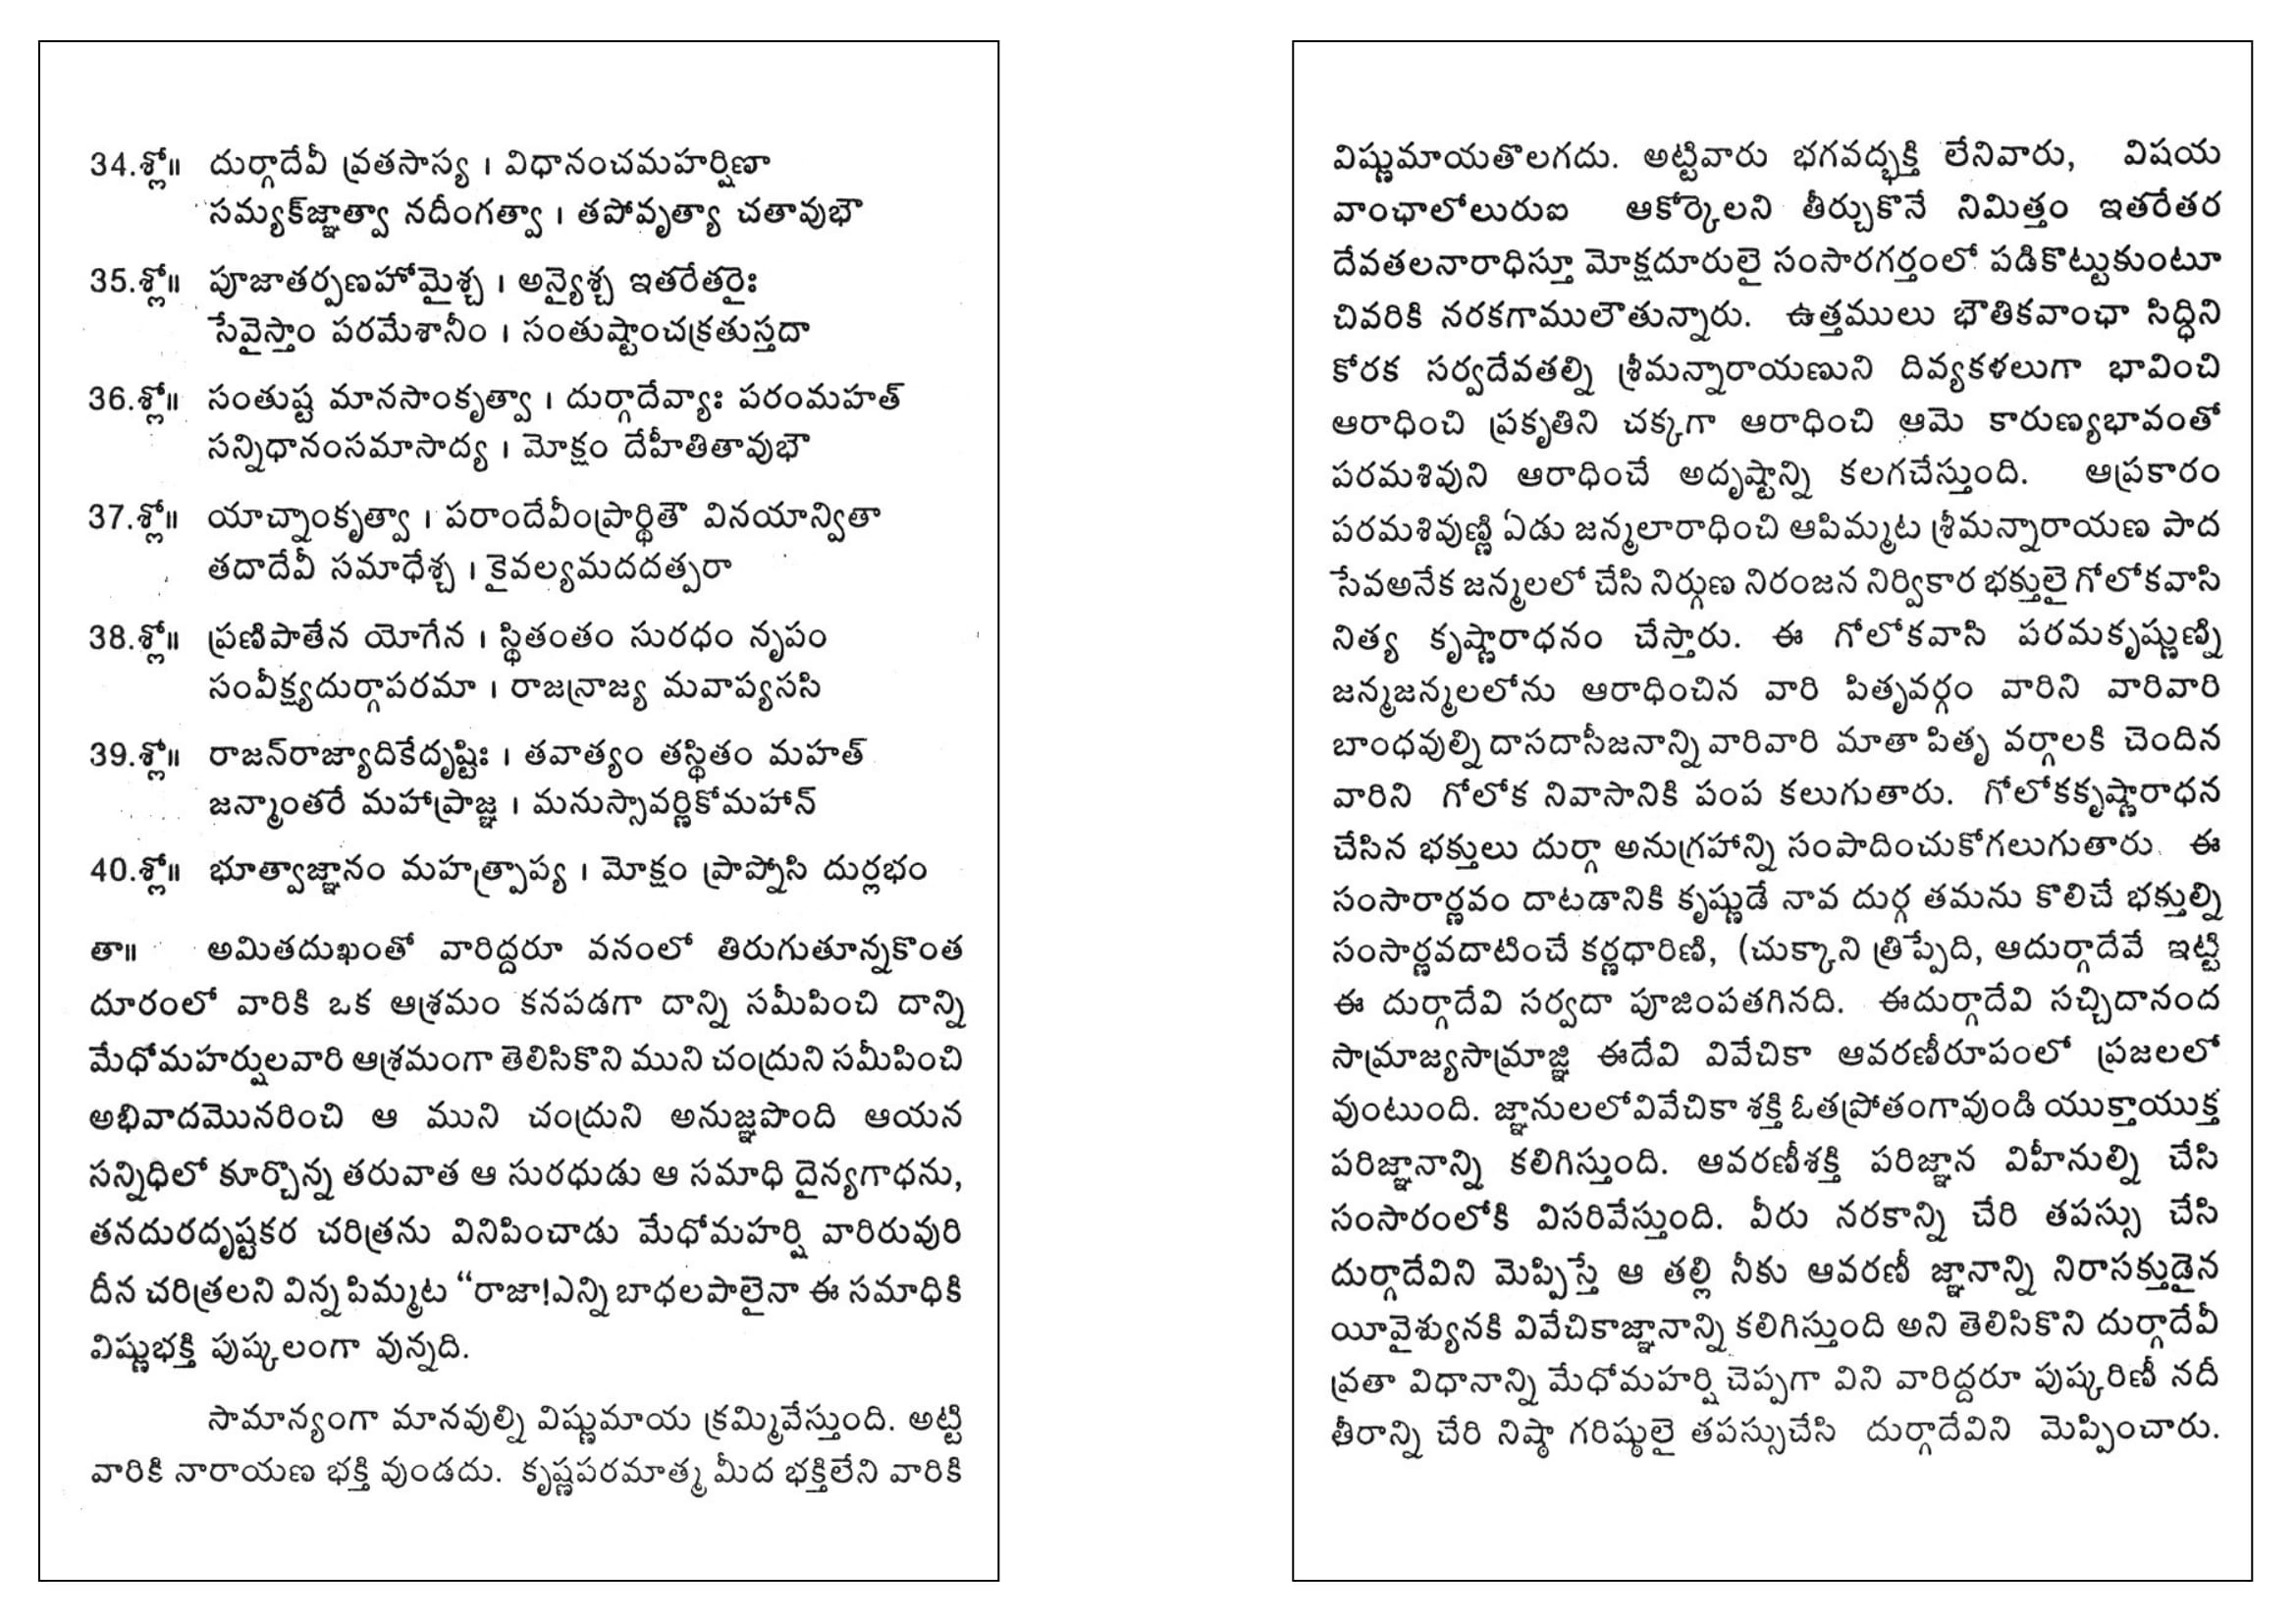 34.శ్లో॥ దుర్గాదేవీ వ్రతసాస్య । విధానంచమహర్షిణా
సమ్యక్‌జ్ఞాత్వా నదీంగత్వా । తపోవృత్యా చతావుభౌ
35.శ్లో॥ పూజాతర్పణహోమైశ్చ । అన్యైశ్చ ఇతరేతరైః
సేవైస్తాం పరమేశానీం । సంతుష్టాంచక్రతుస్తదా
36.శ్లో॥ సంతుష్ట మానసాంకృత్వా । దుర్గాదేవ్యాః పరంమహత్
సన్నిధానంసమాసాద్య । మోక్షం దేహీతితావుభౌ
37.శ్లో॥ యాచ్నాంకృత్వా । పరాందేవీంప్రార్థితౌ వినయాన్వితా
తదాదేవీ సమాధేశ్చ । కైవల్యమదదత్పరా
38.శ్లో॥ ప్రణిపాతేన యోగేన । స్థితంతం సురధం నృపం
సంవీక్ష్యదుర్గాపరమా । రాజన్రాజ్య మవాప్యససి
39.శ్లో॥ రాజన్‌రాజ్యాదికేదృష్టిః । తవాత్యం తస్థితం మహత్
జన్మాంతరే మహాప్రాజ్ఞ । మనుస్సావర్ణికోమహాన్
40.శ్లో॥ భూత్వాజ్ఞానం మహత్ప్రాప్య । మోక్షం ప్రాప్నోసి దుర్లభం
తా॥ అమితదుఖంతో వారిద్దరూ వనంలో తిరుగుతూన్నకొంత
దూరంలో వారికి ఒక ఆశ్రమం కనపడగా దాన్ని సమీపించి దాన్ని
మేధోమహర్షులవారి ఆశ్రమంగా తెలిసికొని ముని చంద్రుని సమీపించి
అభివాదమొనరించి ఆ ముని చంద్రుని అనుజ్ఞపొంది ఆయన
సన్నిధిలో కూర్చొన్న తరువాత ఆ సురధుడు ఆ సమాధి దైన్యగాధను,
తనదురదృష్టకర చరిత్రను వినిపించాడు మేధోమహర్షి వారిరువురి
దీన చరిత్రలని విన్నపిమ్మట “రాజా!ఎన్ని బాధలపాలైనా ఈ సమాధికి
విష్ణుభక్తి పుష్కలంగా వున్నది.
సామాన్యంగా మానవుల్ని విష్ణుమాయ క్రమ్మివేస్తుంది. అట్టి
వారికి నారాయణ భక్తి వుండదు. కృష్ణపరమాత్మ మీద భక్తిలేని వారికి
విష్ణుమాయతొలగదు. అట్టివారు భగవద్భక్తి లేనివారు, విషయ
వాంఛాలోలురుఐ ఆకోర్కెలని తీర్చుకొనే నిమిత్తం ఇతరేతర
దేవతలనారాధిస్తూ మోక్షదూరులై సంసారగర్తంలో పడికొట్టుకుంటూ
చివరికి నరకగాములౌతున్నారు. ఉత్తములు భౌతికవాంఛా సిద్ధిని
కోరక సర్వదేవతల్ని శ్రీమన్నారాయణుని దివ్యకళలుగా భావించి
ఆరాధించి ప్రకృతిని చక్కగా ఆరాధించి ఆమె కారుణ్యభావంతో
పరమశివుని ఆరాధించే అదృష్టాన్ని కలగచేస్తుంది. ఆప్రకారం
పరమశివుణ్ణి ఏడు జన్మలారాధించి ఆపిమ్మట శ్రీమన్నారాయణ పాద
సేవఅనేక జన్మలలో చేసి నిర్గుణ నిరంజన నిర్వికార భక్తులై గోలోకవాసి
నిత్య కృష్ణారాధనం చేస్తారు. ఈ గోలోకవాసి పరమకృష్ణుణ్ని
జన్మజన్మలలోను ఆరాధించిన వారి పితృవర్గం వారిని వారివారి
బాంధవుల్ని దాసదాసీజనాన్ని వారివారి మాతా పితృ వర్గాలకి చెందిన
వారిని గోలోక నివాసానికి పంప కలుగుతారు. గోలోకకృష్ణారాధన
చేసిన భక్తులు దుర్గా అనుగ్రహాన్ని సంపాదించుకోగలుగుతారు. ఈ
సంసారార్ణవం దాటడానికి కృష్ణుడే నావ దుర్గ తమను కొలిచే భక్తుల్ని
సంసార్ణవదాటించే కర్ణధారిణి, (చుక్కాని త్రిప్పేది, ఆదుర్గాదేవే ఇట్టి
ఈ దుర్గాదేవి సర్వదా పూజింపతగినది. ఈదుర్గాదేవి సచ్చిదానంద
సామ్రాజ్యసామ్రాజ్ఞి ఈదేవి వివేచికా ఆవరణీరూపంలో ప్రజలలో
వుంటుంది. జ్ఞానులలోవివేచికా శక్తి ఓతప్రోతంగావుండి యుక్తాయుక్త
పరిజ్ఞానాన్ని కలిగిస్తుంది. ఆవరణీశక్తి పరిజ్ఞాన విహీనుల్ని చేసి
సంసారంలోకి విసరివేస్తుంది. వీరు నరకాన్ని చేరి తపస్సు చేసి
దుర్గాదేవిని మెప్పిస్తే ఆ తల్లి నీకు ఆవరణీ జ్ఞానాన్ని నిరాసక్తుడైన
యీవైశ్యునకి వివేచికాజ్ఞానాన్ని కలిగిస్తుంది అని తెలిసికొని దుర్గాదేవీ
వ్రతా విధానాన్ని మేధోమహర్షి చెప్పగా విని వారిద్దరూ పుష్కరిణీ నదీ
తీరాన్ని చేరి నిష్ఠా గరిష్ఠులై తపస్సుచేసి దుర్గాదేవిని మెప్పించారు.